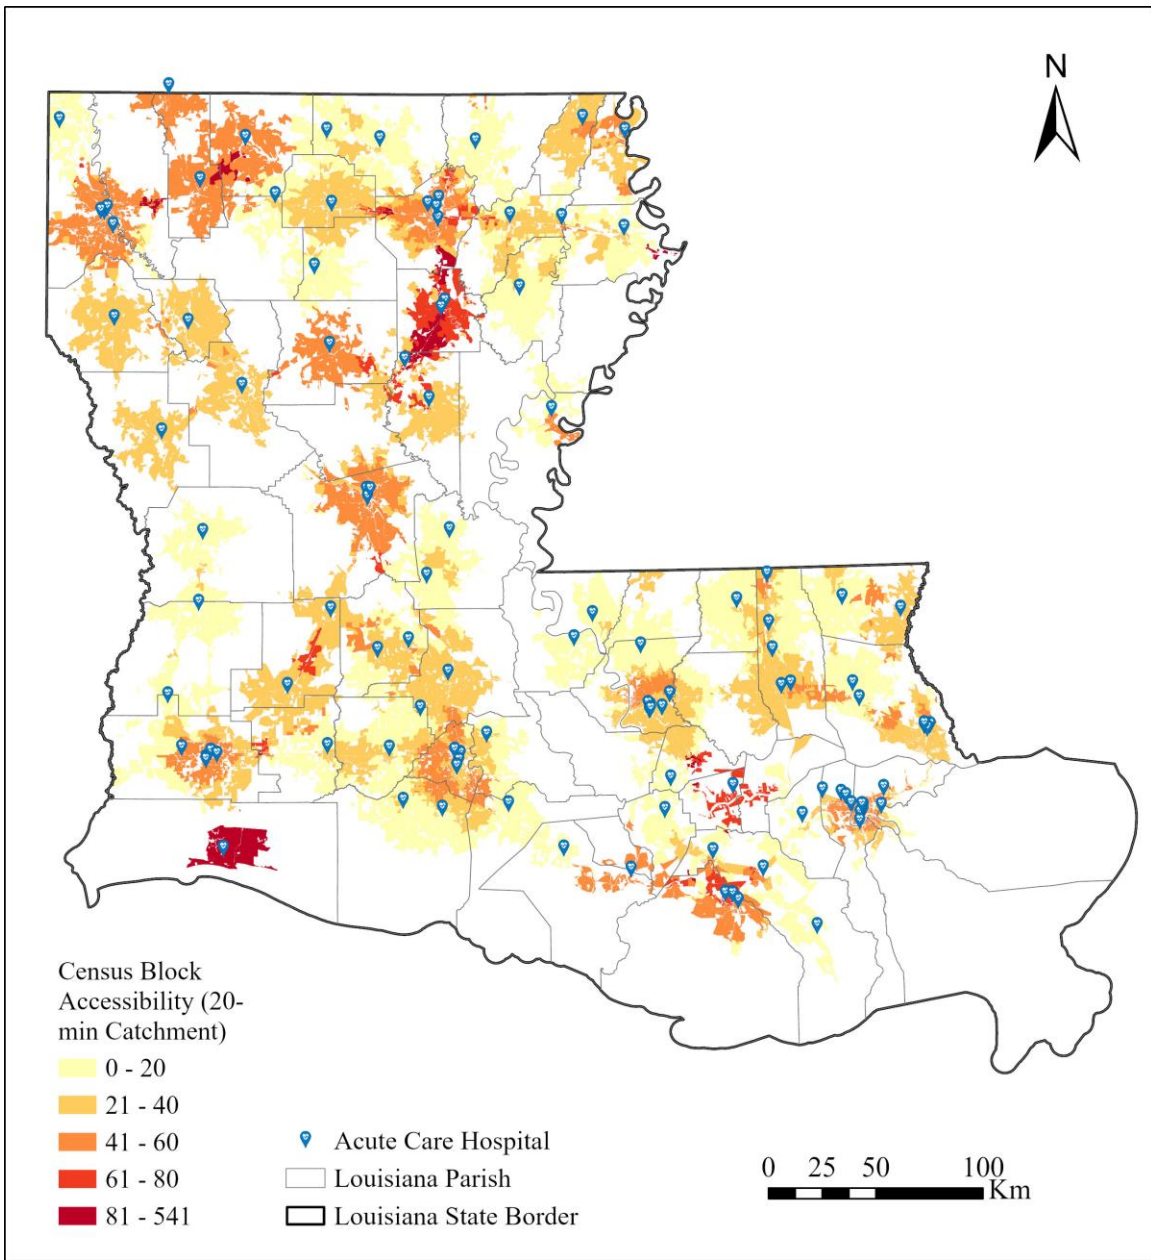 N
Census Block
Accessibility (20-
min Catchment)
0 - 20
21 - 40
41 - 60
61 - 80
81 - 541
Acute Care Hospital
Louisiana Parish
Louisiana State Border
0 25 50 100
Km